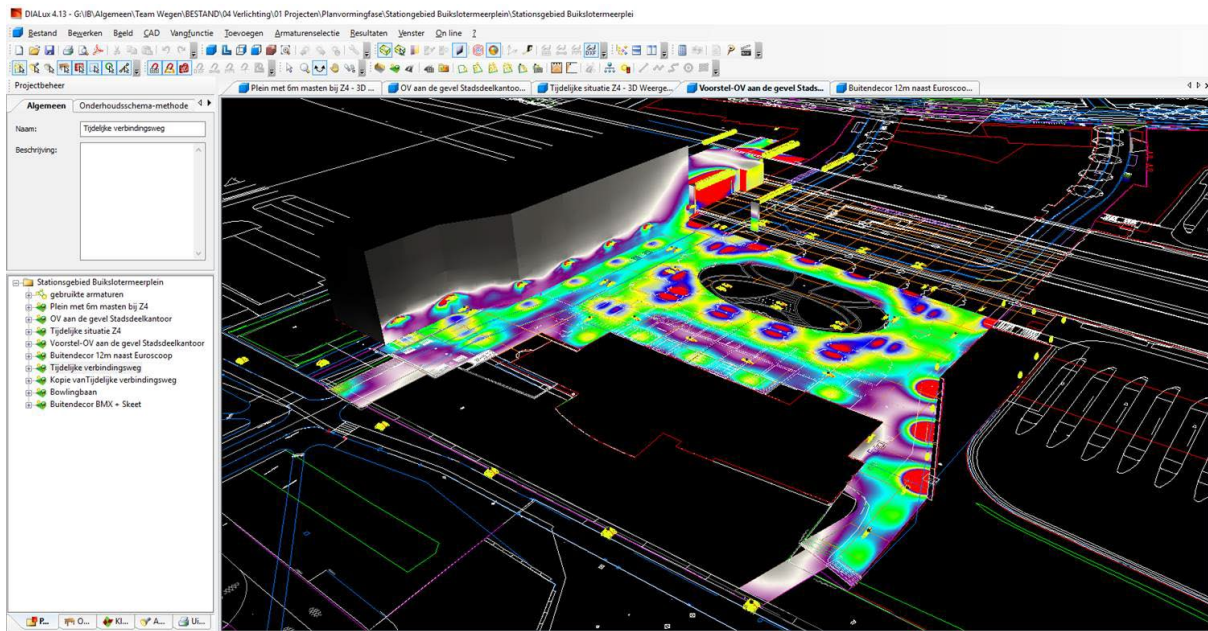 DIALux 4.13 - G:\IB\Algemeen\Team Wegen\BESTAND\04 Verlichting\01 Projecten\Planvormingfase\Stationgebied Buikslotermeerplein\Stationsgebied Buikslotermeerplei
Bestand Bewerken Beeld CAD Vangfunctie Toevoegen Armaturenselectie Resultaten Venster On line ?
Projectbeheer
Plein met 6m masten bij Z4 - 3D ...
OV aan de gevel Stadsdeelkantoo...
Tijdelijke situatie Z4 - 3D Weerge...
Voorstel-OV aan de gevel Stads...
Buitendecor 12m naast Euroscoo...
Algemeen Onderhoudsschema-methode
Naam: Tijdelijke verbindingsweg
Beschrijving:
Stationsgebied Buikslotermeerplein
gebruikte armaturen
Plein met 6m masten bij Z4
OV aan de gevel Stadsdeelkantoor
Tijdelijke situatie Z4
Voorstel-OV aan de gevel Stadsdeelkantoor
Buitendecor 12m naast Euroscoop
Tijdelijke verbindingsweg
Kopie vanTijdelijke verbindingsweg
Bowlingbaan
Buitendecor BMX + Skeet
P... O... Kl... A... Ui...